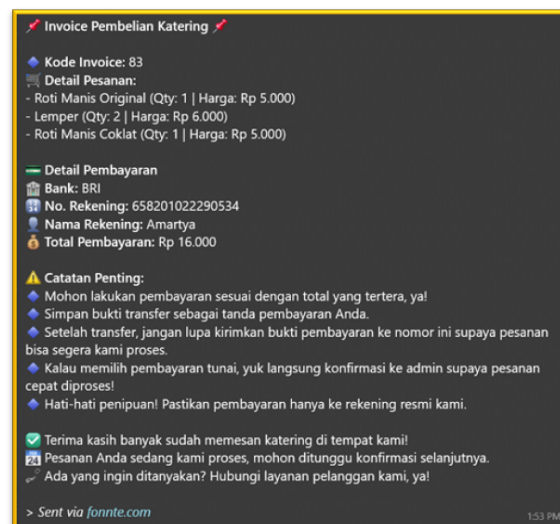 📌 Invoice Pembelian Katering 📌
🔷 Kode Invoice: 83
🛒 Detail Pesanan:
- Roti Manis Original (Qty: 1 | Harga: Rp 5.000)
- Lemper (Qty: 2 | Harga: Rp 6.000)
- Roti Manis Coklat (Qty: 1 | Harga: Rp 5.000)
💳 Detail Pembayaran
🏦 Bank: BRI
🔢 No. Rekening: 658201022290534
👤 Nama Rekening: Amartya
💰 Total Pembayaran: Rp 16.000
⚠️ Catatan Penting:
🔷 Mohon lakukan pembayaran sesuai dengan total yang tertera, ya!
🔷 Simpan bukti transfer sebagai tanda pembayaran Anda.
🔷 Setelah transfer, jangan lupa kirimkan bukti pembayaran ke nomor ini supaya pesanan
bisa segera kami proses.
🔷 Kalau memilih pembayaran tunai, yuk langsung konfirmasi ke admin supaya pesanan
cepat diproses!
🔷 Hati-hati penipuan! Pastikan pembayaran hanya ke rekening resmi kami.
✅ Terima kasih banyak sudah memesan katering di tempat kami!
📅 Pesanan Anda sedang kami proses, mohon ditunggu konfirmasi selanjutnya.
🔗 Ada yang ingin ditanyakan? Hubungi layanan pelanggan kami, ya!
> Sent via fonnte.com
1:53 PM